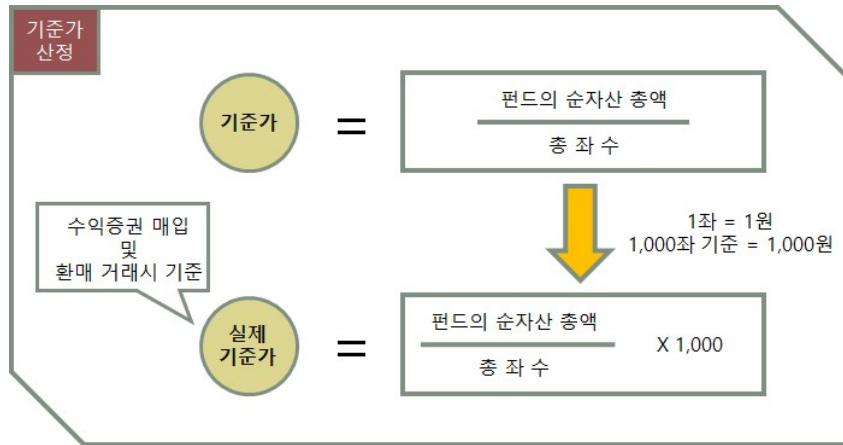 기준가
산정
기준가
=
펀드의 순자산 총액
총 좌 수
1좌 = 1원
1,000좌 기준 = 1,000원
수익증권 매입
및
환매 거래시 기준
실제
기준가
=
펀드의 순자산 총액
총 좌 수
X 1,000